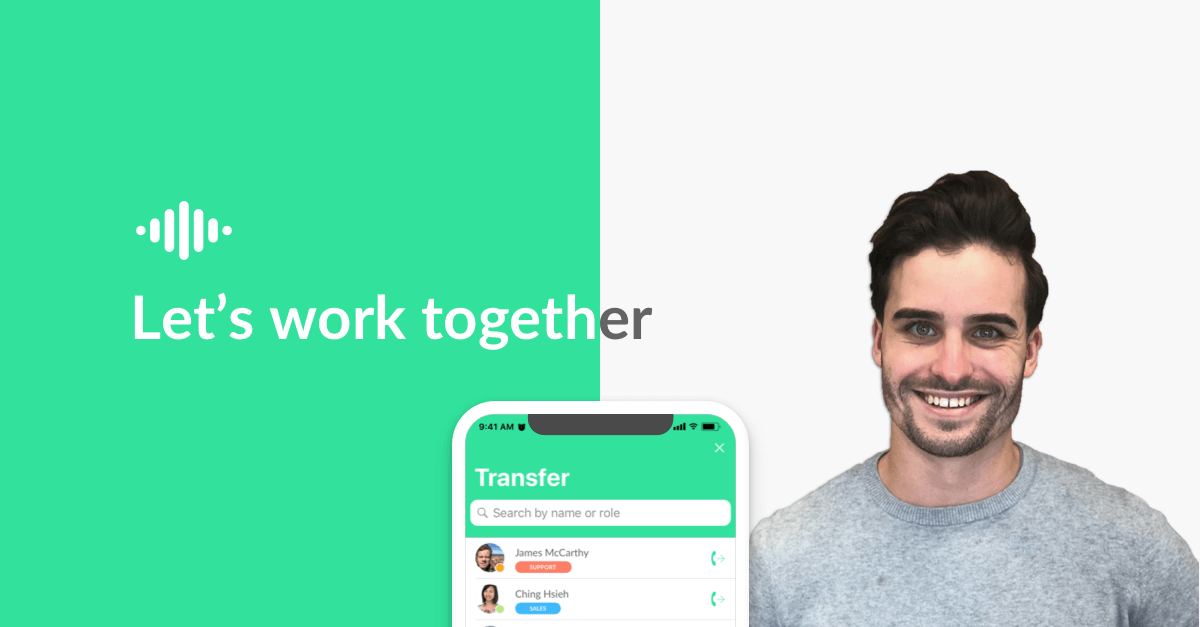 Let’s work together
9:41 AM
Transfer
Search by name or role
James McCarthy
SUPPORT
Ching Hsieh
SALES